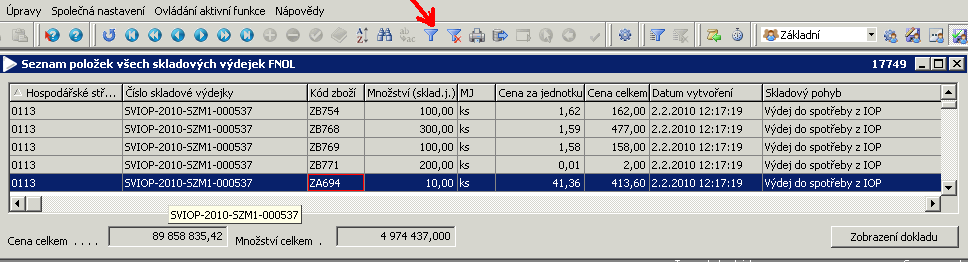 Úpravy Společná nastavení Ovládání aktivní funkce Nápovědy
Základní
Seznam položek všech skladových výdejek FNOL 17749
Hospodářské stř... Číslo skladové výdejky Kód zboží Množství (sklad.j.) MJ Cena za jednotku Cena celkem Datum vytvoření Skladový pohyb
0113 SVIOP-2010-SZM1-000537 ZB754 100,00 ks 1,62 162,00 2.2.2010 12:17:19 Výdej do spotřeby z IOP
0113 SVIOP-2010-SZM1-000537 ZB768 300,00 ks 1,59 477,00 2.2.2010 12:17:19 Výdej do spotřeby z IOP
0113 SVIOP-2010-SZM1-000537 ZB769 100,00 ks 1,58 158,00 2.2.2010 12:17:19 Výdej do spotřeby z IOP
0113 SVIOP-2010-SZM1-000537 ZB771 200,00 ks 0,01 2,00 2.2.2010 12:17:19 Výdej do spotřeby z IOP
0113 SVIOP-2010-SZM1-000537 ZA694 10,00 ks 41,36 413,60 2.2.2010 12:17:19 Výdej do spotřeby z IOP
SVIOP-2010-SZM1-000537
Cena celkem . . . . 89 858 835,42 Množství celkem . 4 974 437,000 Zobrazení dokladu